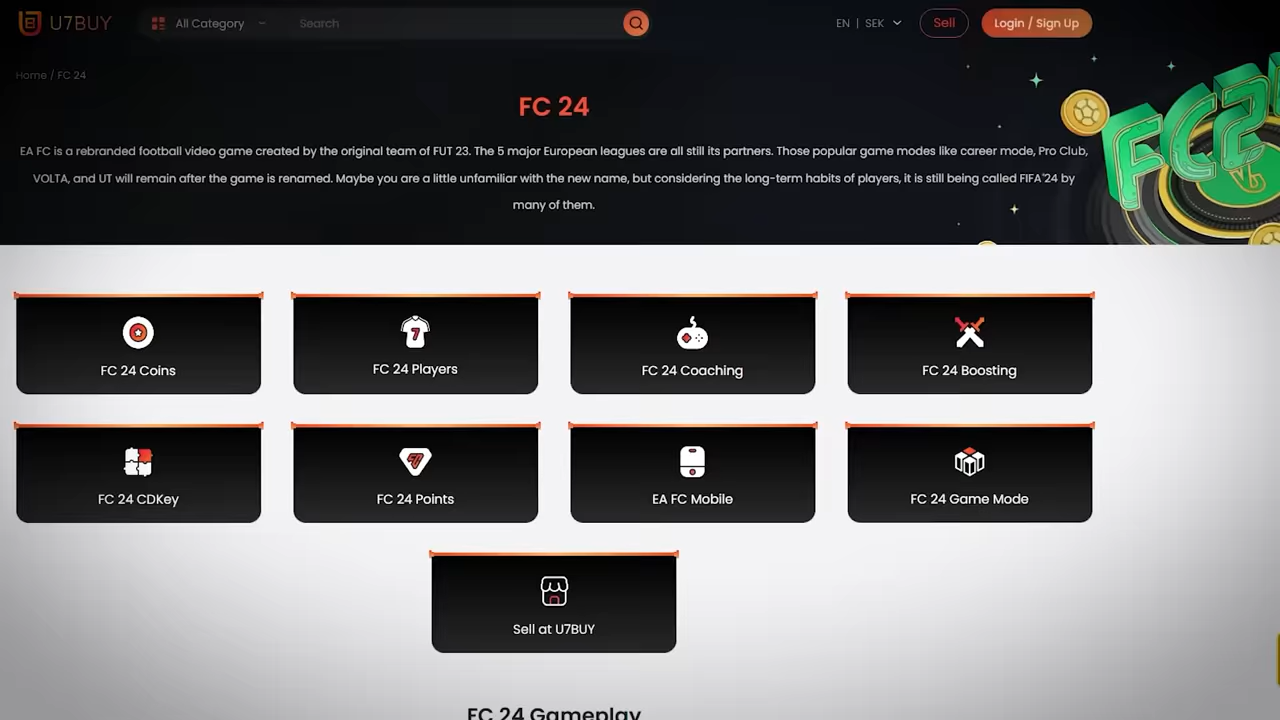 U7BUY
All Category
Search
EN | SEK
Sell
Login / Sign Up
Home / FC 24
FC 24
EA FC is a rebranded football video game created by the original team of FUT 23. The 5 major European leagues are all still its partners. Those popular game modes like career mode, Pro Club,
VOLTA, and UT will remain after the game is renamed. Maybe you are a little unfamiliar with the new name, but considering the long-term habits of players, it is still being called FIFA'24 by
many of them.
FC2
FC 24 Coins
7
FC 24 Players
FC 24 Coaching
FC 24 Boosting
FC 24 CDKey
FC 24 Points
EA FC Mobile
FC 24 Game Mode
Sell at U7BUY
FC 24 Gameplay